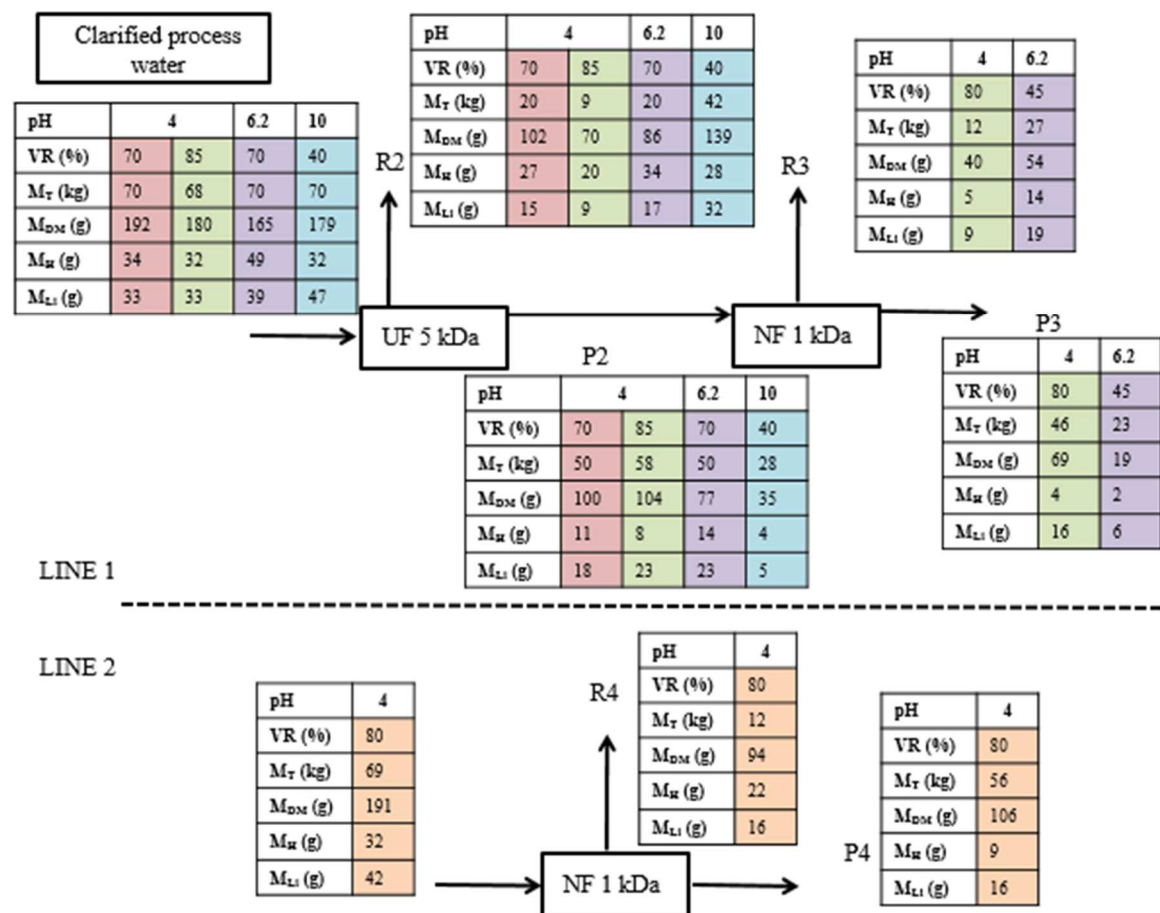 Clarified process
water
pH 4 6.2 10
VR (%) 70 85 70 40
MT (kg) 70 68 70 70
MDM (g) 192 180 165 179
MH (g) 34 32 49 32
MLi (g) 33 33 39 47
R2
pH 4 6.2 10
VR (%) 70 85 70 40
MT (kg) 20 9 20 42
MDM (g) 102 70 86 139
MH (g) 27 20 34 28
MLi (g) 15 9 17 32
R3
pH 4 6.2
VR (%) 80 45
MT (kg) 12 27
MDM (g) 40 54
MH (g) 5 14
MLi (g) 9 19
UF 5 kDa
NF 1 kDa
P2
pH 4 6.2 10
VR (%) 70 85 70 40
MT (kg) 50 58 50 28
MDM (g) 100 104 77 35
MH (g) 11 8 14 4
MLi (g) 18 23 23 5
P3
pH 4 6.2
VR (%) 80 45
MT (kg) 46 23
MDM (g) 69 19
MH (g) 4 2
MLi (g) 16 6
LINE 1
LINE 2
pH 4
VR (%) 80
MT (kg) 69
MDM (g) 191
MH (g) 32
MLi (g) 42
R4
pH 4
VR (%) 80
MT (kg) 12
MDM (g) 94
MH (g) 22
MLi (g) 16
NF 1 kDa
P4
pH 4
VR (%) 80
MT (kg) 56
MDM (g) 106
MH (g) 9
MLi (g) 16